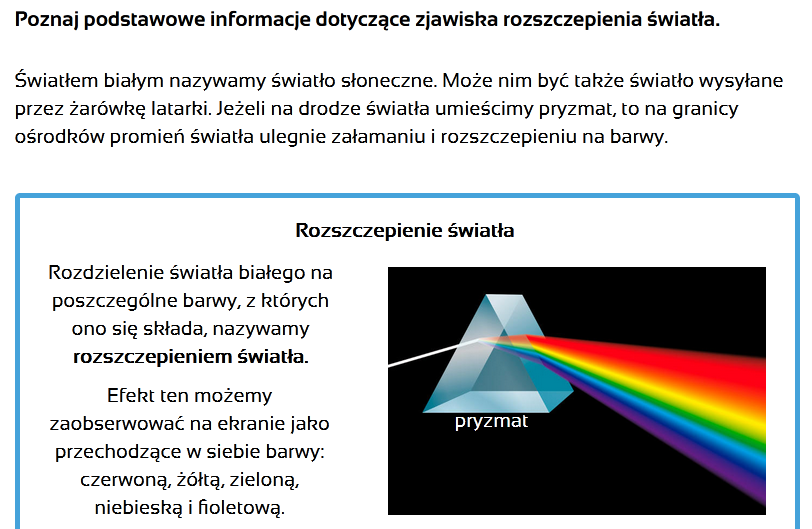 Poznaj podstawowe informacje dotyczące zjawiska rozszczepienia światła.
Światłem białym nazywamy światło słoneczne. Może nim być także światło wysyłane
przez żarówkę latarki. Jeżeli na drodze światła umieścimy pryzmat, to na granicy
ośrodków promień światła ulegnie załamaniu i rozszczepieniu na barwy.
Rozszczepienie światła
Rozdzielenie światła białego na
poszczególne barwy, z których
ono się składa, nazywamy
rozszczepieniem światła.
Efekt ten możemy
zaobserwować na ekranie jako
przechodzące w siebie barwy:
czerwoną, żółtą, zieloną,
niebieską i fioletową.
pryzmat